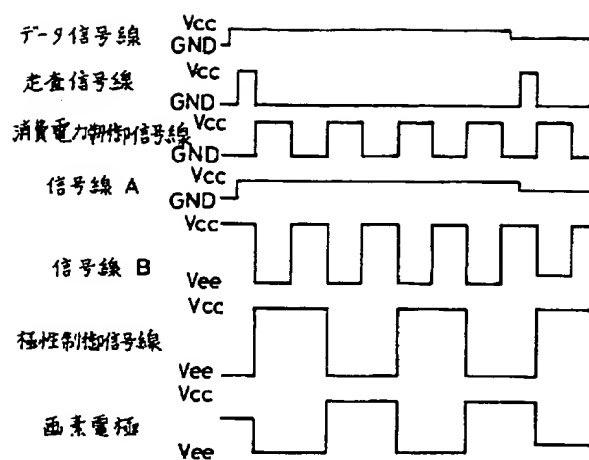 データ信号線 Vcc
GND
走査信号線 Vcc
GND
消費電力制御信号線 Vcc
GND
信号線 A Vcc
GND
信号線 B Vcc
Vee
極性制御信号線 Vcc
Vee
画素電極 Vcc
Vee